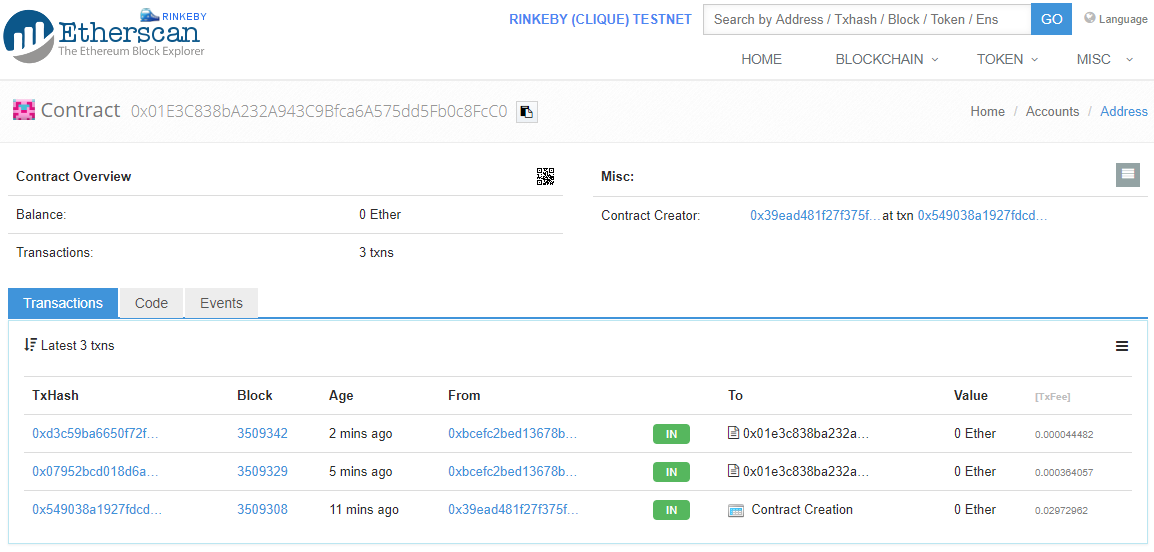 RINKEBY
Etherscan
The Ethereum Block Explorer
RINKEBY (CLIQUE) TESTNET
Search by Address / Txhash / Block / Token / Ens
GO
Language
HOME BLOCKCHAIN TOKEN MISC
Contract 0x01E3C838bA232A943C9Bfca6A575dd5Fb0c8FcC0
Home / Accounts / Address
Contract Overview
Balance: 0 Ether
Transactions: 3 txns
Misc:
Contract Creator: 0x39ead481f27f375f... at txn 0x549038a1927fdcd...
Transactions Code Events
Latest 3 txns
TxHash Block Age From To Value [TxFee]
0xd3c59ba6650f72f... 3509342 2 mins ago 0xbcefc2bed13678b... IN 0x01e3c838ba232a... 0 Ether 0.000044482
0x07952bcd018d6a... 3509329 5 mins ago 0xbcefc2bed13678b... IN 0x01e3c838ba232a... 0 Ether 0.000364057
0x549038a1927fdcd... 3509308 11 mins ago 0x39ead481f27f375f... IN Contract Creation 0 Ether 0.02972962